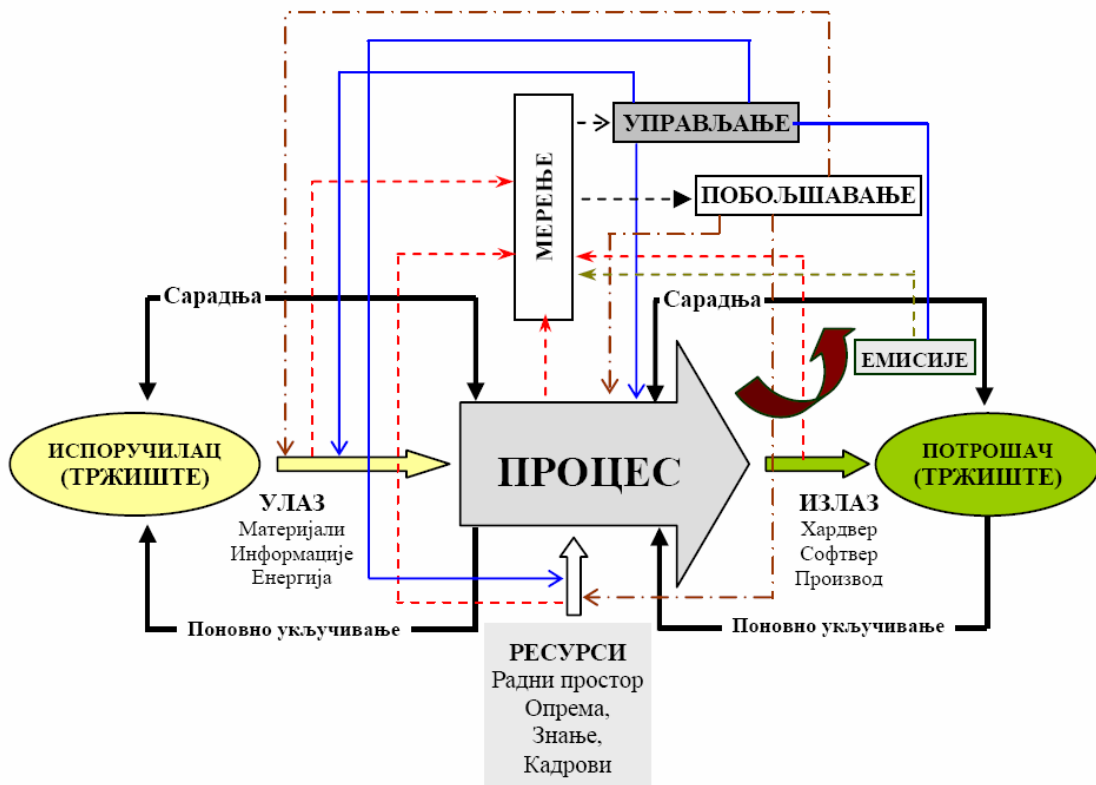 УПРАВЉАЊЕ
ПОБОЉШАВАЊЕ
МЕРЕЊЕ
Сарадња
Сарадња
ЕМИСИЈЕ
ИСПОРУЧИЛАЦ
(ТРЖИШТЕ)
ПРОЦЕС
ПОТРОШАЧ
(ТРЖИШТЕ)
УЛАЗ
Материјали
Информације
Енергија
ИЗЛАЗ
Хардвер
Софтвер
Производ
Поновно укључивање
Поновно укључивање
РЕСУРСИ
Радни простор
Опрема,
Знање,
Кадрови